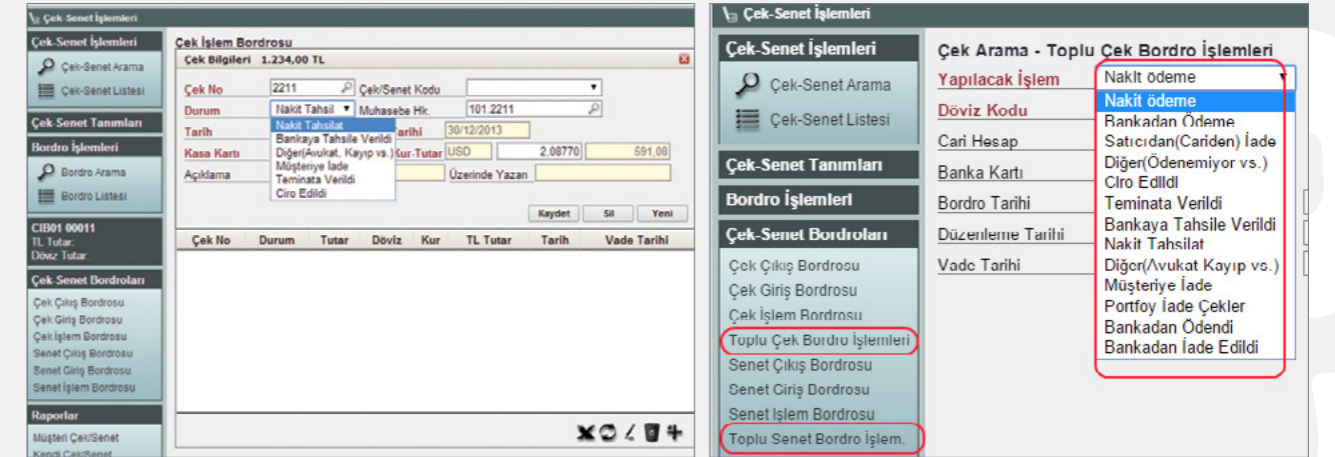 Çek-Senet İşlemleri
Çek-Senet İşlemleri
Çek-Senet Arama
Çek-Senet Listesi
Çek-Senet Tanımları
Bordro İşlemleri
Bordro Arama
Bordro Listesi
CIB01 00011
TL Tutar:
Döviz Tutar:
Çek-Senet Bordroları
Çek Çıkış Bordrosu
Çek Giriş Bordrosu
Çek İşlem Bordrosu
Senet Çıkış Bordrosu
Senet Giriş Bordrosu
Senet İşlem Bordrosu
Raporlar
Müşteri Çek/Senet
Kendi Çek/Senet
Çek İşlem Bordrosu
Çek Bilgileri 1.234,00 TL
Çek No 2211 Çek/Senet Kodu
Durum Nakit Tahsil Muhasebe Hk. 101.2211
Tarih arihi 30/12/2013
Kasa Kartı Kur-Tutar USD 2,08770 591,08
Açıklama Üzerinde Yazan
Nakit Tahsilat
Bankaya Tahsile Verildi
Diğer(Avukat, Kayıp vs.)
Müşteriye İade
Teminata Verildi
Ciro Edildi
Kaydet Sil Yeni
Çek No Durum Tutar Döviz Kur TL Tutar Tarih Vade Tarihi
Çek-Senet İşlemleri
Çek-Senet İşlemleri
Çek-Senet Arama
Çek-Senet Listesi
Çek-Senet Tanımları
Bordro İşlemleri
Çek-Senet Bordroları
Çek Çıkış Bordrosu
Çek Giriş Bordrosu
Çek İşlem Bordrosu
Toplu Çek Bordro İşlemleri
Senet Çıkış Bordrosu
Senet Giriş Bordrosu
Senet İşlem Bordrosu
Toplu Senet Bordro İşlem.
Çek Arama - Toplu Çek Bordro İşlemleri
Yapılacak İşlem Nakit ödeme
Döviz Kodu
Cari Hesap
Banka Kartı
Bordro Tarihi
Düzenleme Tarihi
Vade Tarihi
Nakit ödeme
Bankadan Ödeme
Satıcıdan(Cariden) İade
Diğer(Ödenemiyor vs.)
Ciro Edildi
Teminata Verildi
Bankaya Tahsile Verildi
Nakit Tahsilat
Diğer(Avukat Kayıp vs.)
Müşteriye İade
Portfoy İade Çekler
Bankadan Ödendi
Bankadan İade Edildi